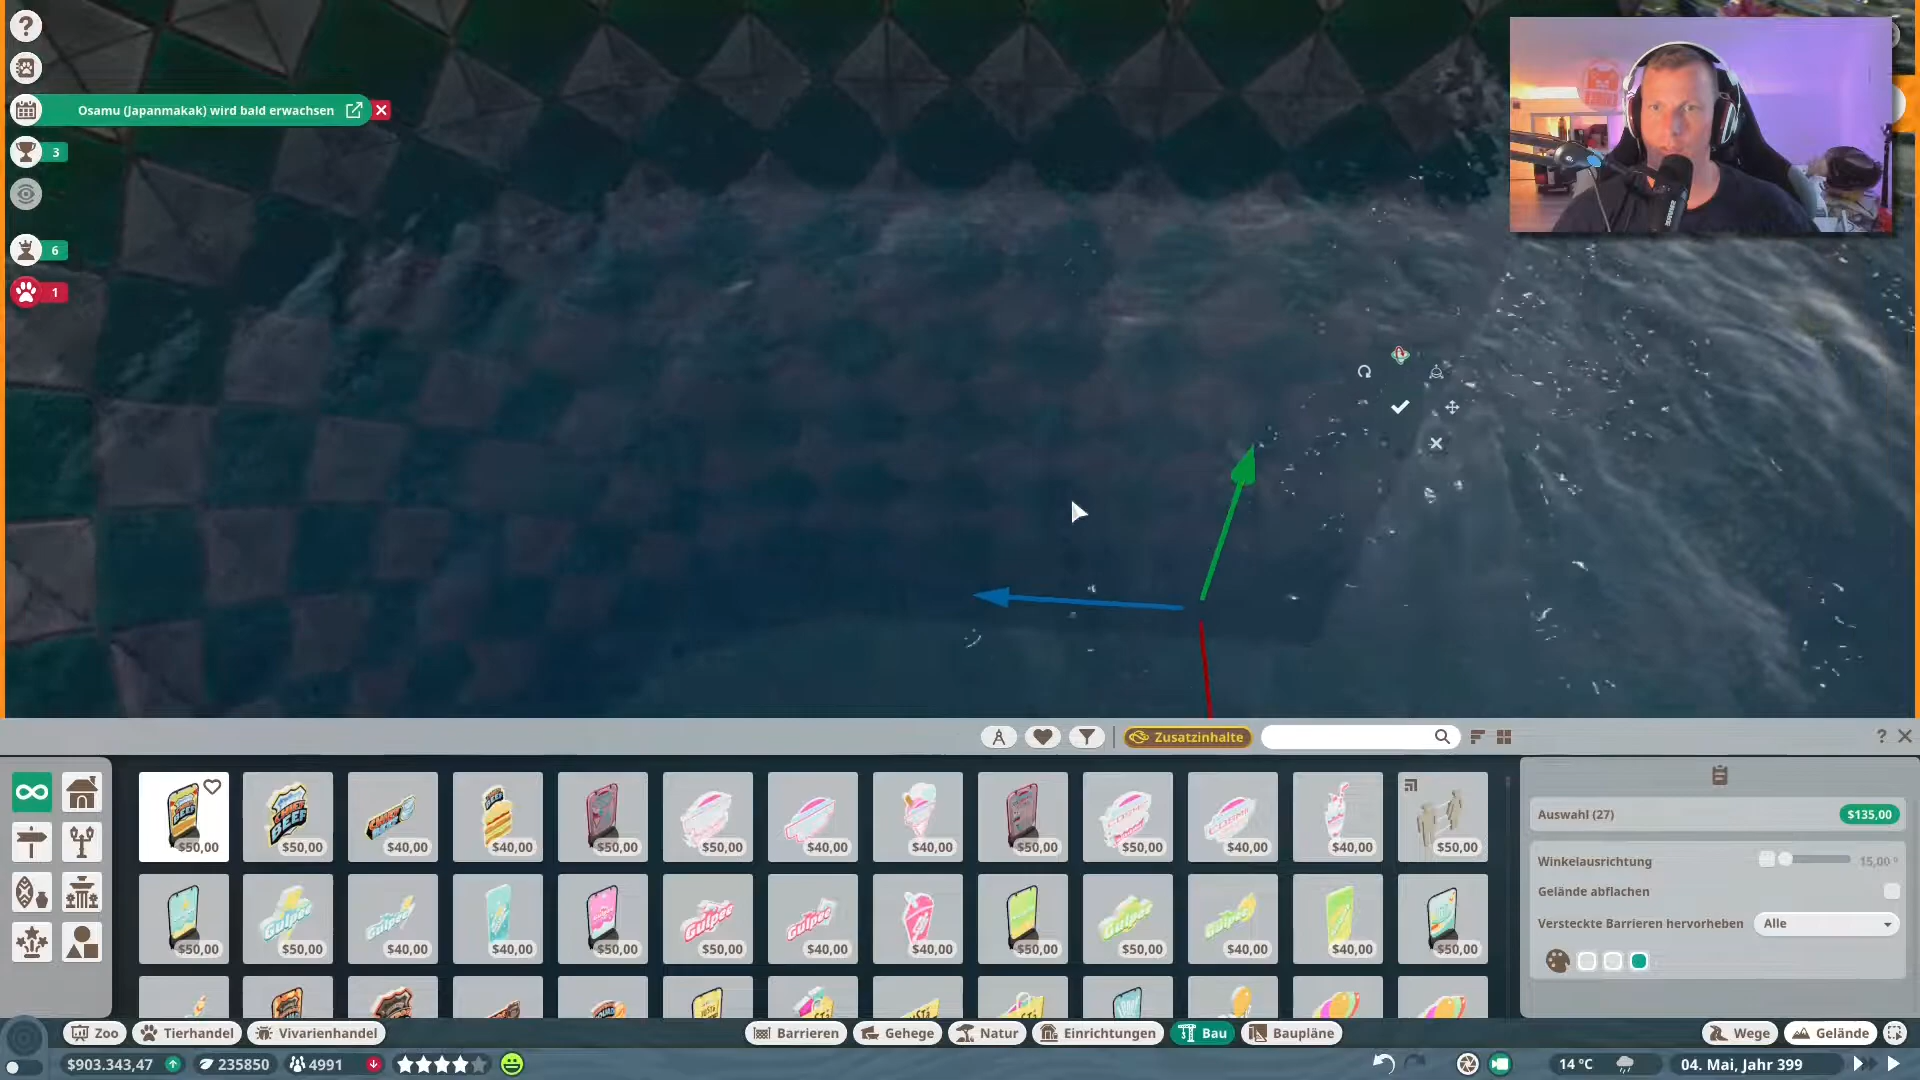 Osamu (Japanmakak) wird bald erwachsen
3
6
1
Zusatzinhalte
$50,00 $50,00 $40,00 $40,00 $50,00 $50,00 $40,00 $40,00 $50,00 $50,00 $40,00 $40,00 $50,00
$50,00 $50,00 $40,00 $40,00 $50,00 $50,00 $40,00 $40,00 $50,00 $50,00 $40,00 $40,00 $50,00
Auswahl (27) $135,00
Winkelausrichtung 15,00 °
Gelände abflachen
Versteckte Barrieren hervorheben Alle
Zoo Tierhandel Vivarienhandel Barrieren Gehege Natur Einrichtungen Bau Baupläne Wege Gelände
$903.343,47 235850 4991 14 °C 04. Mai, Jahr 399